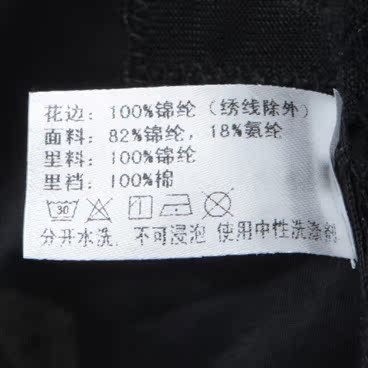 花边：100%锦纶（绣线除外）
面料：82%锦纶，18%氨纶
里料：100%锦纶
里裆：100%棉
30
分开水洗．不可浸泡 使用中性洗涤剂